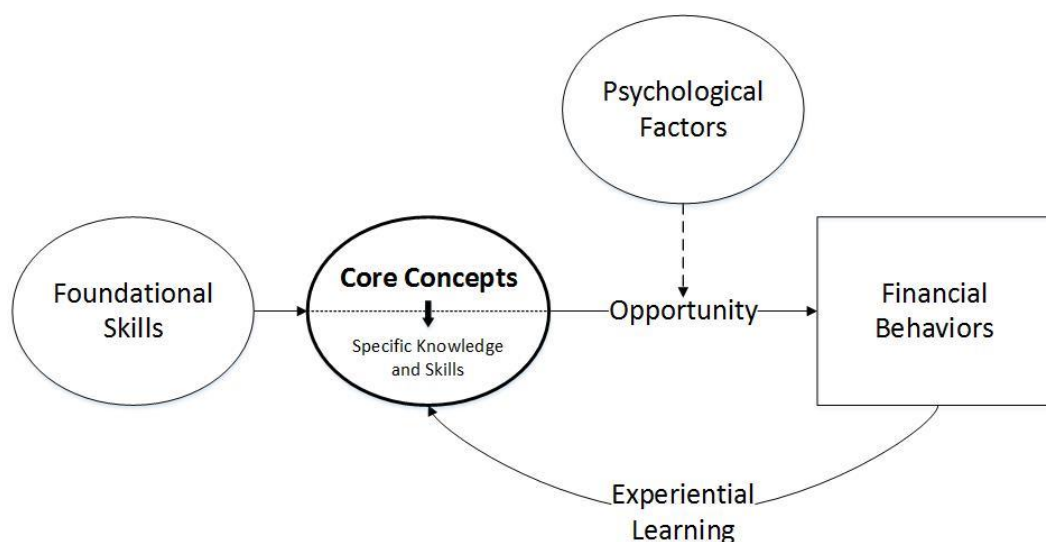 Psychological
Factors
Foundational
Skills
Core Concepts
Specific Knowledge
and Skills
Opportunity
Financial
Behaviors
Experiential
Learning